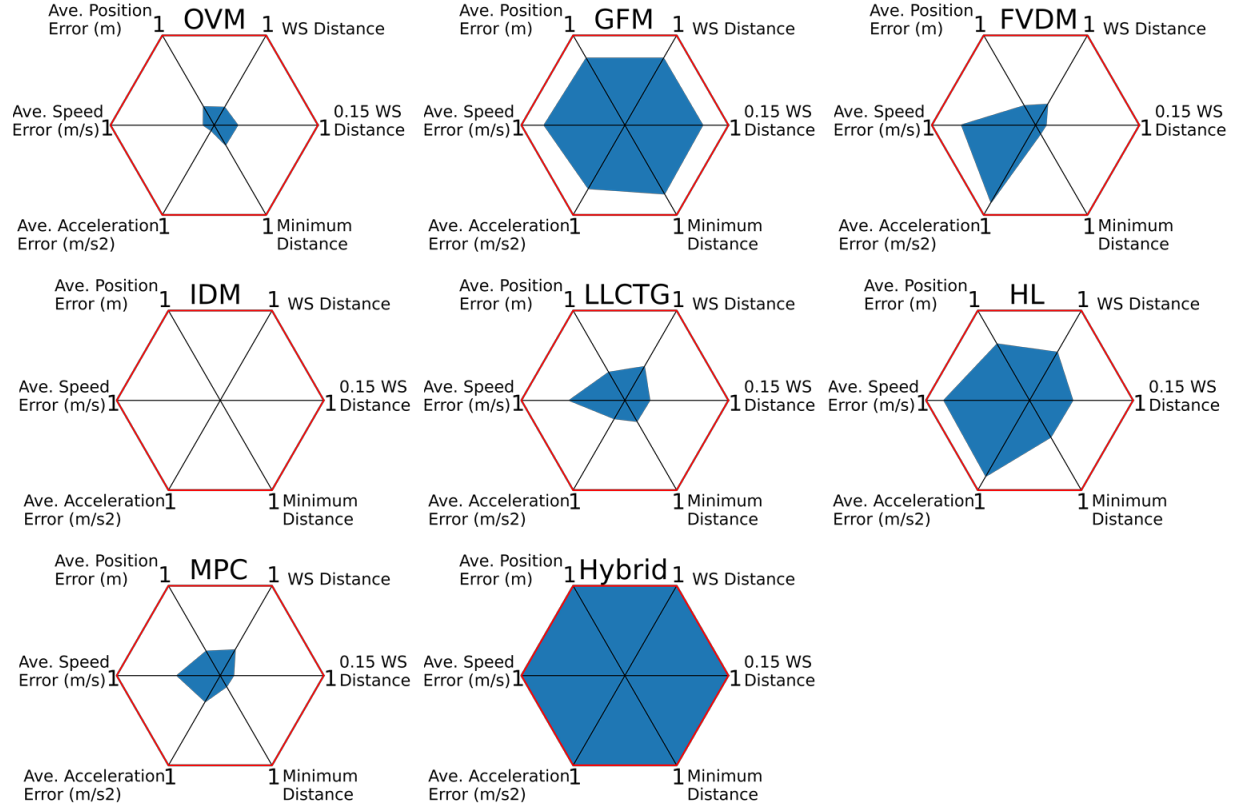 OVM
Ave. Position
Error (m)
1
1
WS Distance
0.15 WS
Distance
1
Minimum
Distance
1
Ave. Acceleration
Error (m/s2)
1
Ave. Speed
Error (m/s)
1
GFM
Ave. Position
Error (m)
1
1
WS Distance
0.15 WS
Distance
1
Minimum
Distance
1
Ave. Acceleration
Error (m/s2)
1
Ave. Speed
Error (m/s)
1
FVDM
Ave. Position
Error (m)
1
1
WS Distance
0.15 WS
Distance
1
Minimum
Distance
1
Ave. Acceleration
Error (m/s2)
1
Ave. Speed
Error (m/s)
1
IDM
Ave. Position
Error (m)
1
1
WS Distance
0.15 WS
Distance
1
Minimum
Distance
1
Ave. Acceleration
Error (m/s2)
1
Ave. Speed
Error (m/s)
1
LLCTG
Ave. Position
Error (m)
1
1
WS Distance
0.15 WS
Distance
1
Minimum
Distance
1
Ave. Acceleration
Error (m/s2)
1
Ave. Speed
Error (m/s)
1
HL
Ave. Position
Error (m)
1
1
WS Distance
0.15 WS
Distance
1
Minimum
Distance
1
Ave. Acceleration
Error (m/s2)
1
Ave. Speed
Error (m/s)
1
MPC
Ave. Position
Error (m)
1
1
WS Distance
0.15 WS
Distance
1
Minimum
Distance
1
Ave. Acceleration
Error (m/s2)
1
Ave. Speed
Error (m/s)
1
Hybrid
Ave. Position
Error (m)
1
1
WS Distance
0.15 WS
Distance
1
Minimum
Distance
1
Ave. Acceleration
Error (m/s2)
1
Ave. Speed
Error (m/s)
1